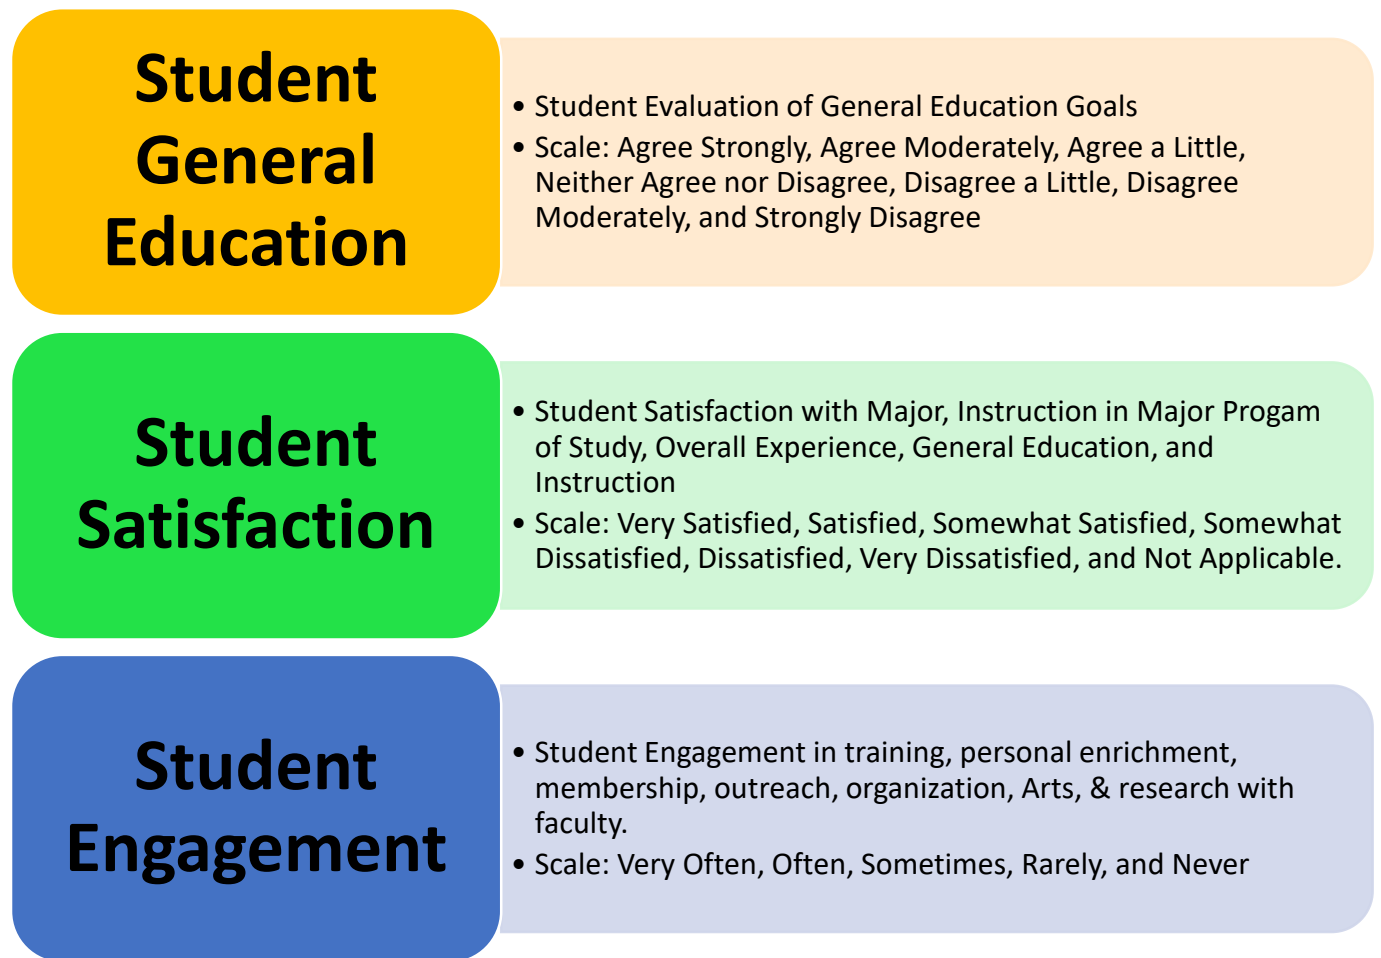 Student
General
Education
• Student Evaluation of General Education Goals
• Scale: Agree Strongly, Agree Moderately, Agree a Little,
Neither Agree nor Disagree, Disagree a Little, Disagree
Moderately, and Strongly Disagree
Student
Satisfaction
• Student Satisfaction with Major, Instruction in Major Progam
of Study, Overall Experience, General Education, and
Instruction
• Scale: Very Satisfied, Satisfied, Somewhat Satisfied, Somewhat
Dissatisfied, Dissatisfied, Very Dissatisfied, and Not Applicable.
Student
Engagement
• Student Engagement in training, personal enrichment,
membership, outreach, organization, Arts, & research with
faculty.
• Scale: Very Often, Often, Sometimes, Rarely, and Never